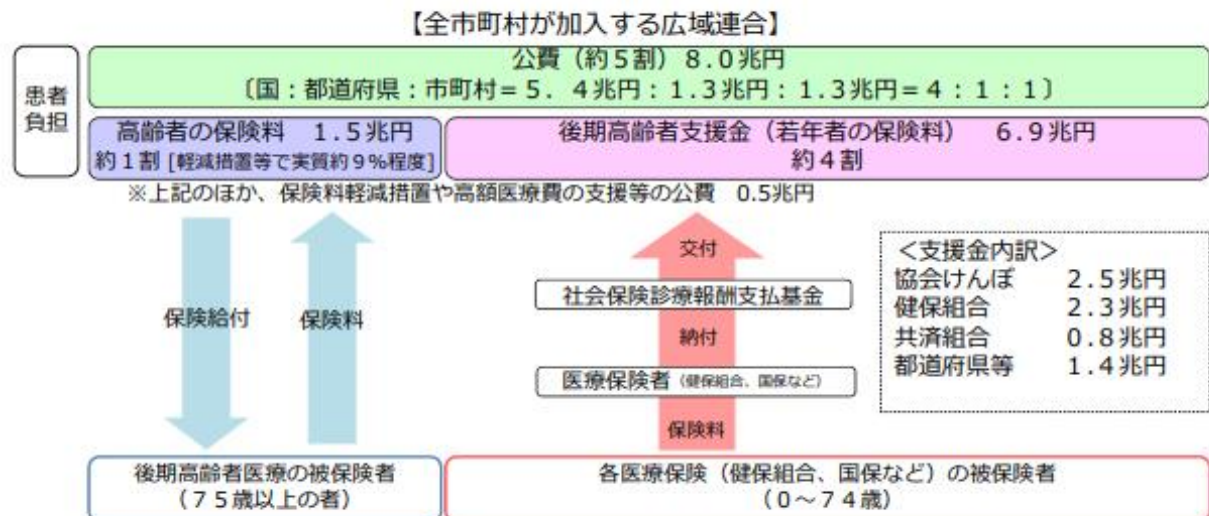 【全市町村が加入する広域連合】
患者
負担
公費（約５割）８.０兆円
〔国：都道府県：市町村＝５．４兆円：１.３兆円：１.３兆円＝４：１：１〕
高齢者の保険料　１.５兆円
約１割 [軽減措置等で実質約９％程度]
後期高齢者支援金（若年者の保険料）　６.９兆円
約４割
※上記のほか、保険料軽減措置や高額医療費の支援等の公費　0.5兆円
保険給付
保険料
交付
社会保険診療報酬支払基金
納付
医療保険者（健保組合、国保など）
保険料
＜支援金内訳＞
協会けんぽ　２.５兆円
健保組合　２.３兆円
共済組合　０.８兆円
都道府県等　１.４兆円
後期高齢者医療の被保険者
（７５歳以上の者）
各医療保険（健保組合、国保など）の被保険者
（０～７４歳）